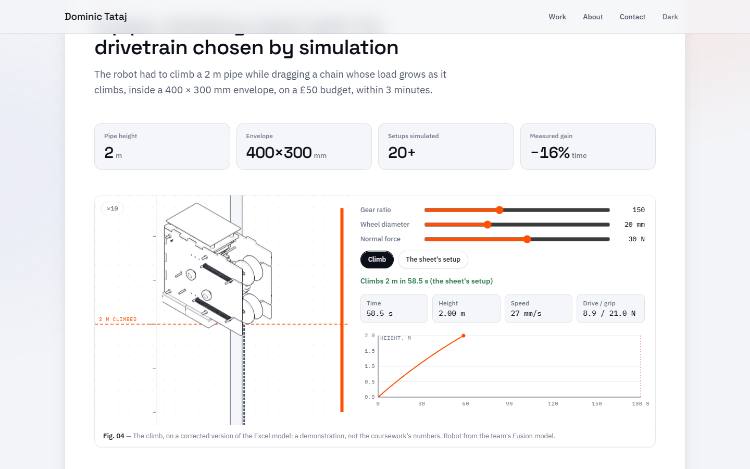 Dominic Tataj
Work About Contact Dark
drivetrain chosen by simulation
The robot had to climb a 2 m pipe while dragging a chain whose load grows as it
climbs, inside a 400 × 300 mm envelope, on a £50 budget, within 3 minutes.
Pipe height
2 m
Envelope
400×300 mm
Setups simulated
20+
Measured gain
−16% time
×10
2 M CLIMBED
Gear ratio 150
Wheel diameter 20 mm
Normal force 30 N
Climb The sheet's setup
Climbs 2 m in 58.5 s (the sheet's setup)
Time
58.5 s
Height
2.00 m
Speed
27 mm/s
Drive / grip
8.9 / 21.0 N
HEIGHT, M
2.0
1.5
1.0
0.5
0.0
0 30 60 90 120 150 180 s
Fig. 04 — The climb, on a corrected version of the Excel model: a demonstration, not the coursework's numbers. Robot from the team's Fusion model.